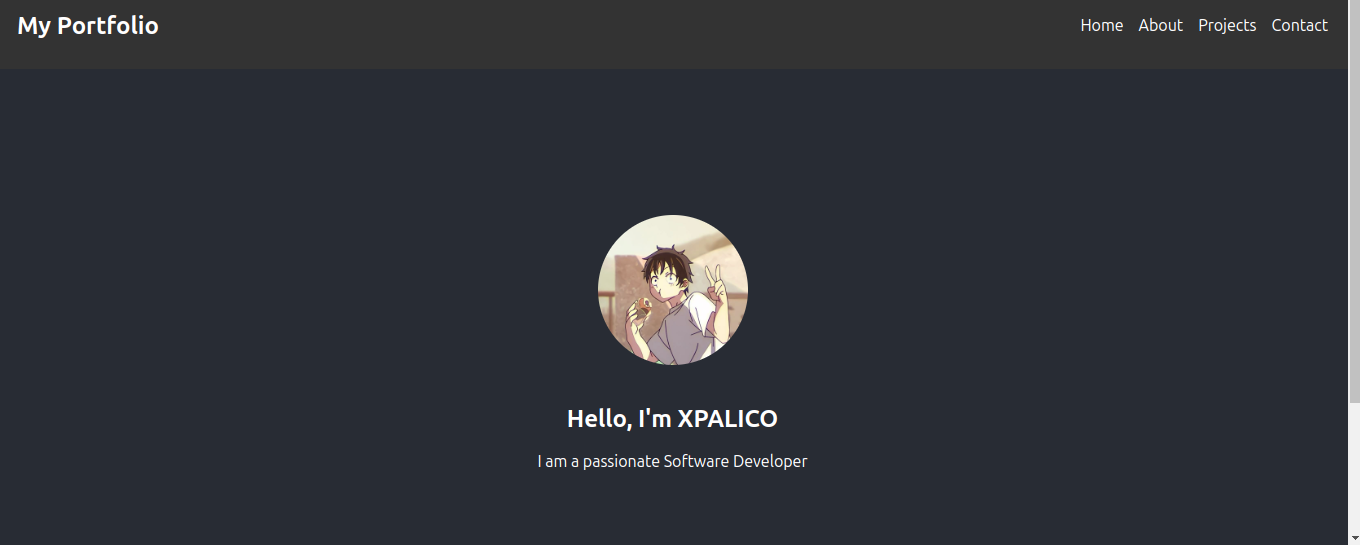 My Portfolio
Home About Projects Contact
Hello, I'm XPALICO
I am a passionate Software Developer